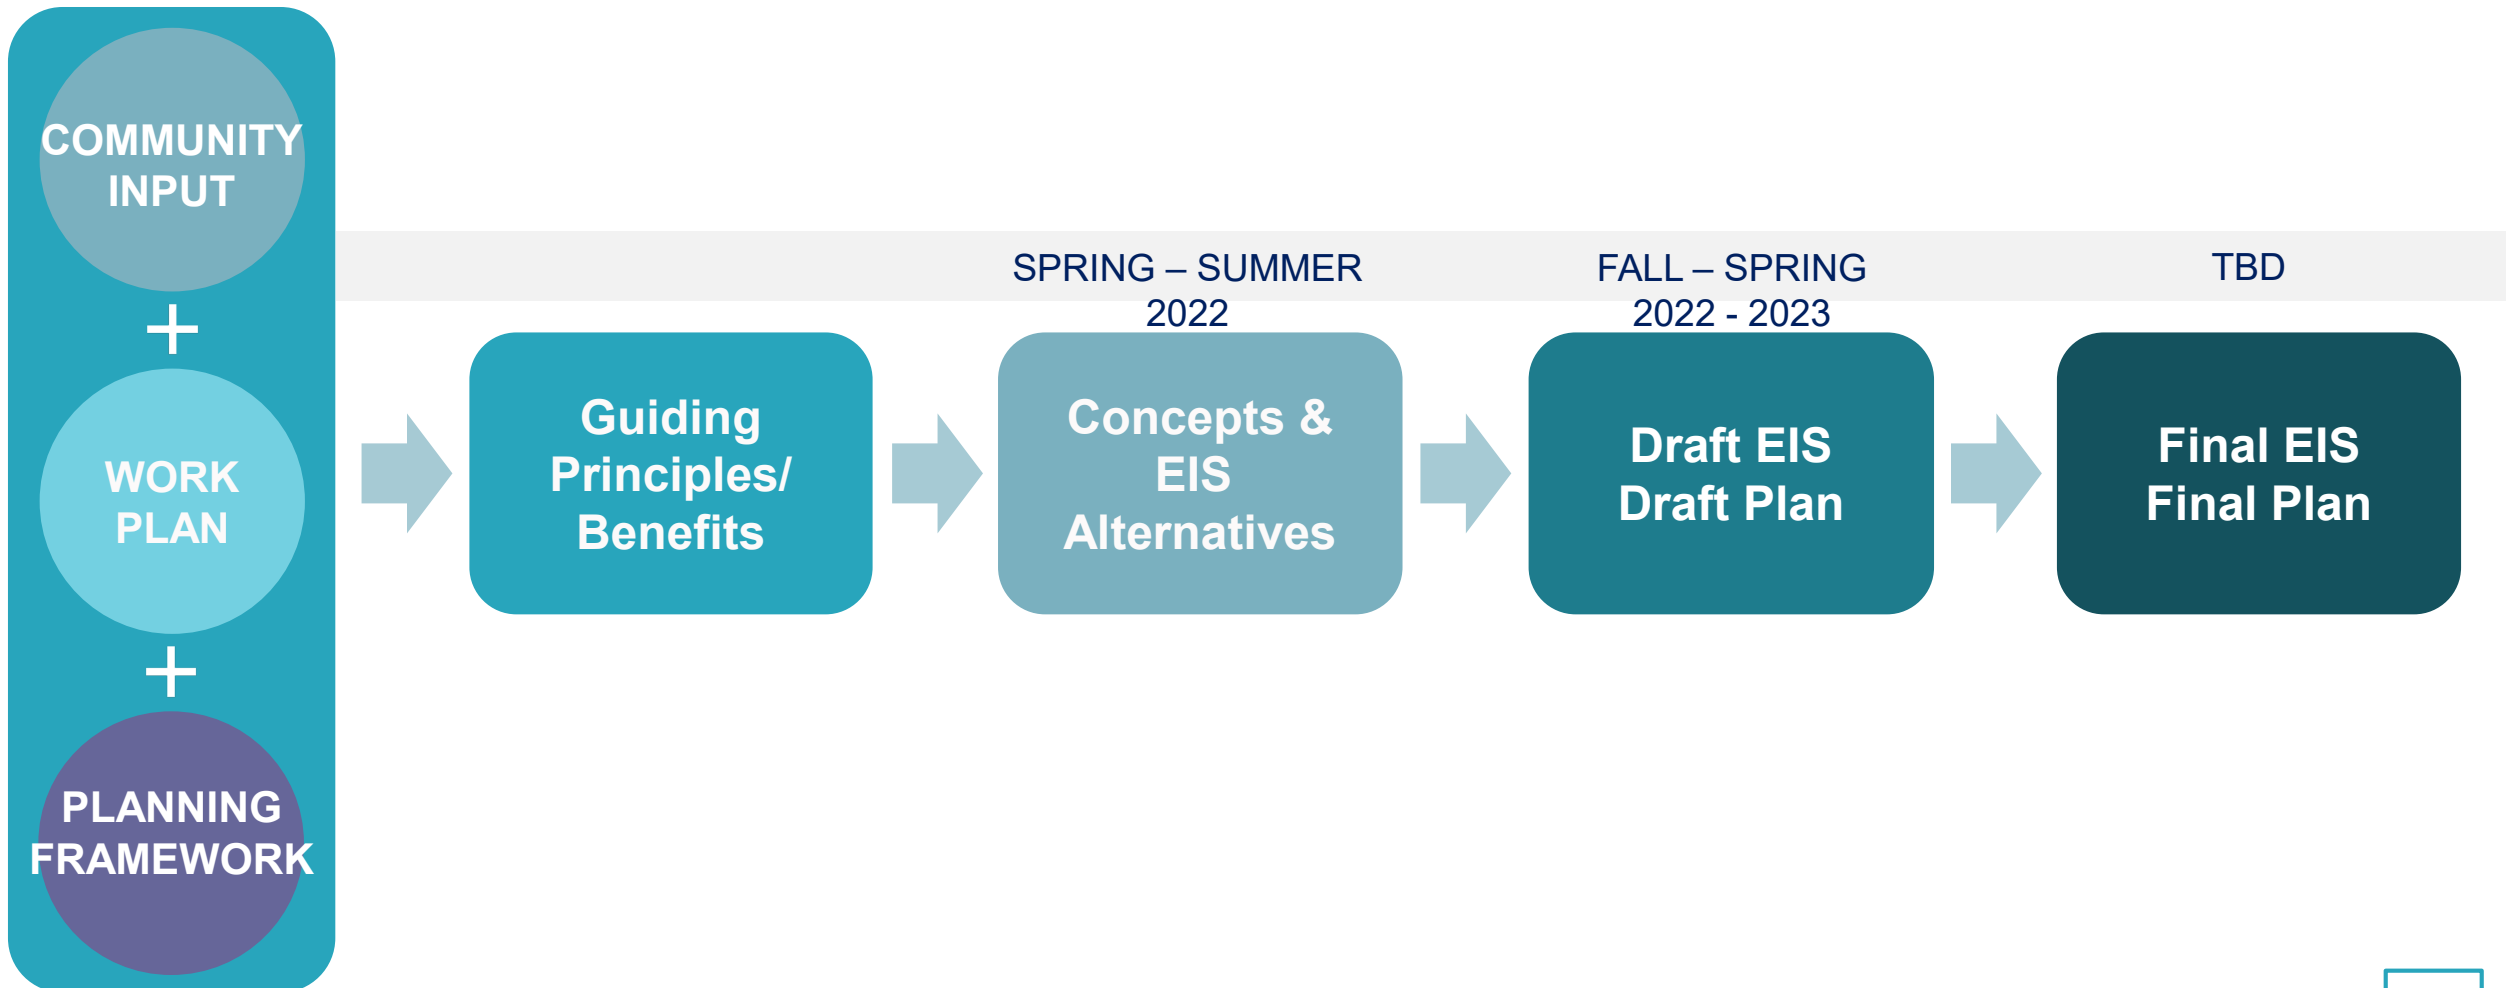 COMMUNITY
INPUT
+
WORK
PLAN
+
PLANNING
FRAMEWORK
Guiding
Principles/
Benefits
SPRING – SUMMER
2022
Concepts &
EIS
Alternatives
FALL – SPRING
2022 - 2023
Draft EIS
Draft Plan
TBD
Final EIS
Final Plan